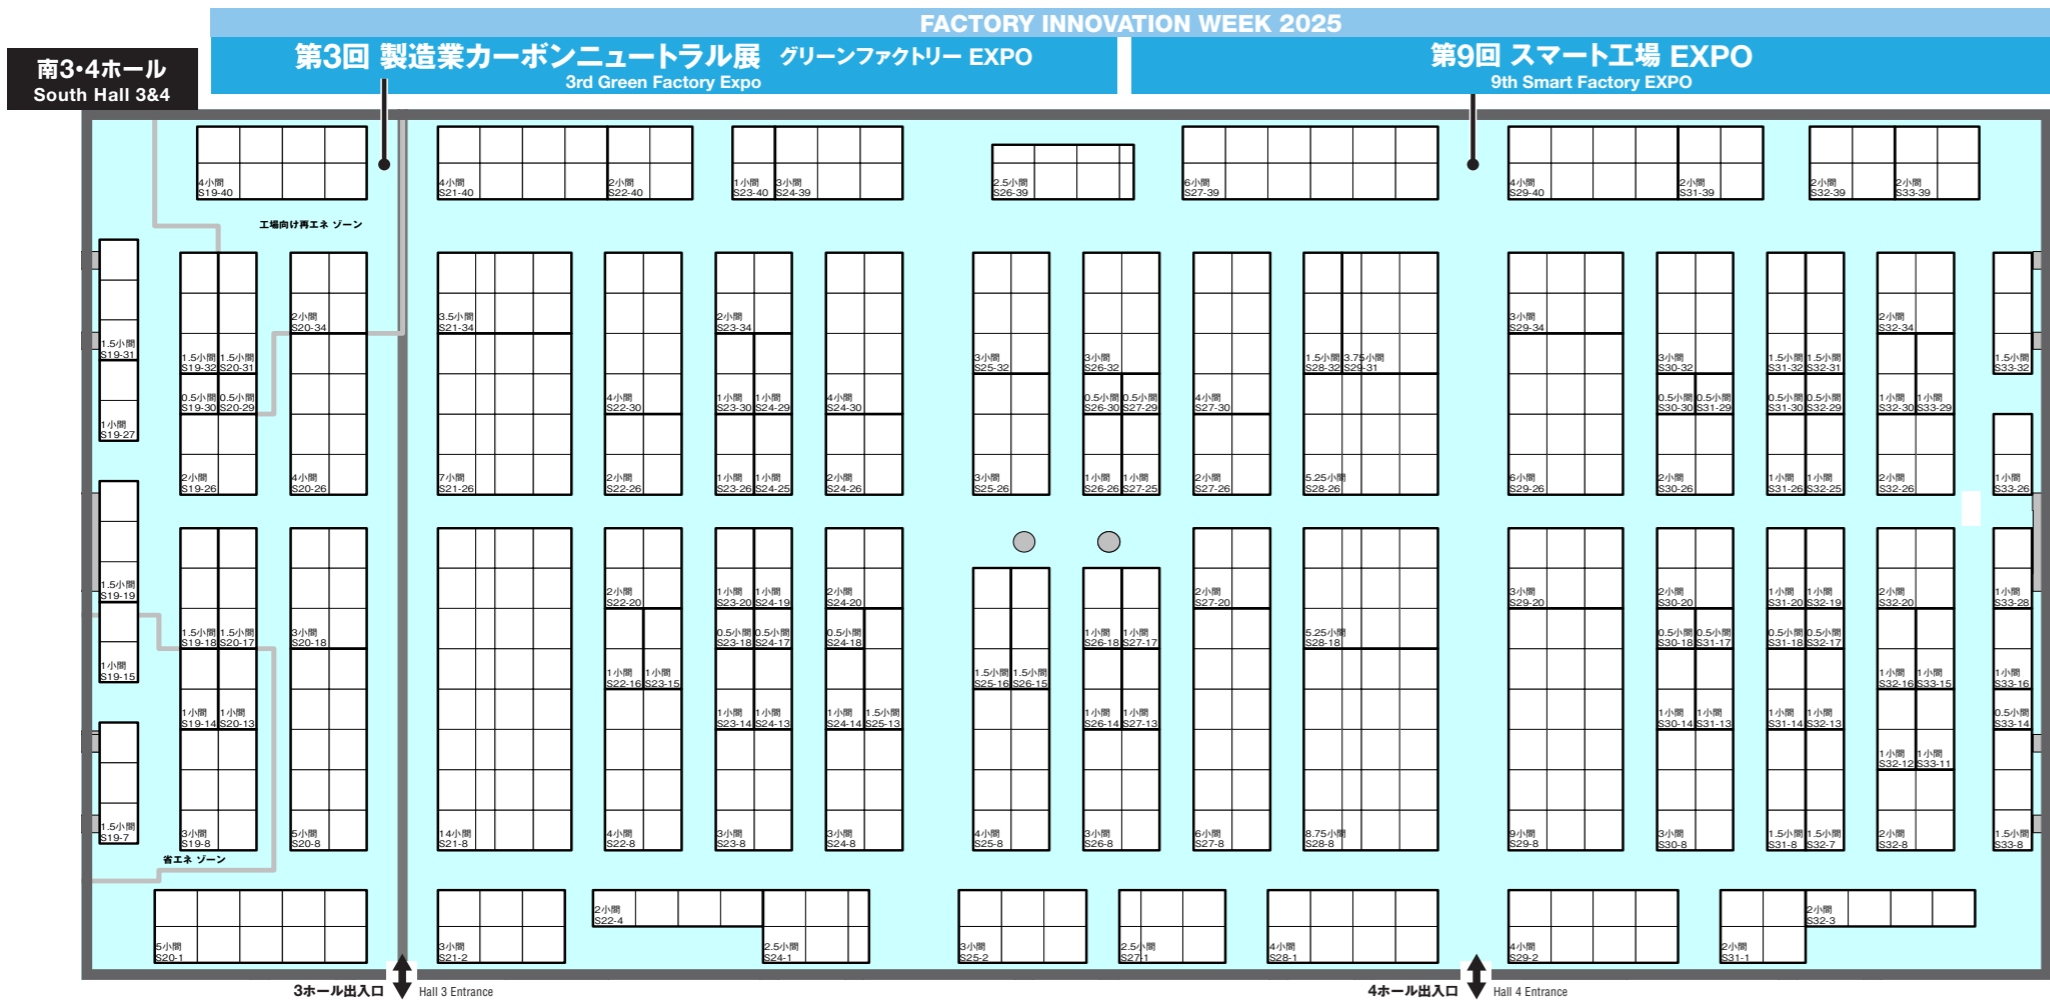 FACTORY INNOVATION WEEK 2025
第3回 製造業カーボンニュートラル展 グリーンファクトリー EXPO
3rd Green Factory Expo
第9回 スマート工場 EXPO
9th Smart Factory EXPO
南3・4ホール
South Hall 3&4
4小間
S19-40
4小間
S21-40
2小間
S22-40
1小間
S23-40
3小間
S24-39
2.5小間
S26-39
6小間
S27-39
4小間
S29-40
2小間
S31-39
2小間
S32-39
2小間
S33-39
工場向け再エネ ゾーン
2小間
S20-34
3.5小間
S21-34
2小間
S23-34
3小間
S29-34
2小間
S32-34
1.5小間
S19-31
1.5小間
S19-32
1.5小間
S20-31
3小間
S25-32
3小間
S26-32
1.5小間
S28-32
3.75小間
S29-31
3小間
S30-32
1.5小間
S31-32
1.5小間
S32-31
1.5小間
S33-32
0.5小間
S19-30
0.5小間
S20-29
4小間
S22-30
1小間
S23-30
1小間
S24-29
4小間
S24-30
0.5小間
S26-30
0.5小間
S27-29
4小間
S27-30
0.5小間
S30-30
0.5小間
S31-29
0.5小間
S31-30
0.5小間
S32-29
1小間
S32-30
1小間
S33-29
1小間
S19-27
2小間
S19-26
4小間
S20-26
7小間
S21-26
2小間
S22-26
1小間
S23-26
1小間
S24-25
2小間
S24-26
3小間
S25-26
1小間
S26-26
1小間
S27-25
2小間
S27-26
5.25小間
S28-26
6小間
S29-26
2小間
S30-26
1小間
S31-26
1小間
S32-25
2小間
S32-26
1小間
S33-26
1.5小間
S19-19
2小間
S22-20
1小間
S23-20
1小間
S24-19
2小間
S24-20
2小間
S27-20
3小間
S29-20
2小間
S30-20
1小間
S31-20
1小間
S32-19
2小間
S32-20
1小間
S33-28
1.5小間
S19-18
1.5小間
S20-17
3小間
S20-18
0.5小間
S23-18
0.5小間
S24-17
0.5小間
S24-18
1小間
S26-18
1小間
S27-17
5.25小間
S28-18
0.5小間
S30-18
0.5小間
S31-17
0.5小間
S31-18
0.5小間
S32-17
1小間
S19-15
1小間
S22-16
1小間
S23-15
1.5小間
S25-16
1.5小間
S26-15
1小間
S32-16
1小間
S33-15
1小間
S33-16
1小間
S19-14
1小間
S20-13
1小間
S23-14
1小間
S24-13
1小間
S24-14
1.5小間
S25-13
1小間
S26-14
1小間
S27-13
1小間
S30-14
1小間
S31-13
1小間
S31-14
1小間
S32-13
0.5小間
S33-14
1小間
S32-12
1小間
S33-11
1.5小間
S19-7
3小間
S19-8
5小間
S20-8
14小間
S21-8
4小間
S22-8
3小間
S23-8
3小間
S24-8
4小間
S25-8
3小間
S26-8
6小間
S27-8
8.75小間
S28-8
9小間
S29-8
3小間
S30-8
1.5小間
S31-8
1.5小間
S32-7
2小間
S32-8
1.5小間
S33-8
省エネ ゾーン
2小間
S22-4
2小間
S32-3
5小間
S20-1
3小間
S21-2
2.5小間
S24-1
3小間
S25-2
2.5小間
S27-1
4小間
S28-1
4小間
S29-2
2小間
S31-1
3ホール出入口 Hall 3 Entrance
4ホール出入口 Hall 4 Entrance